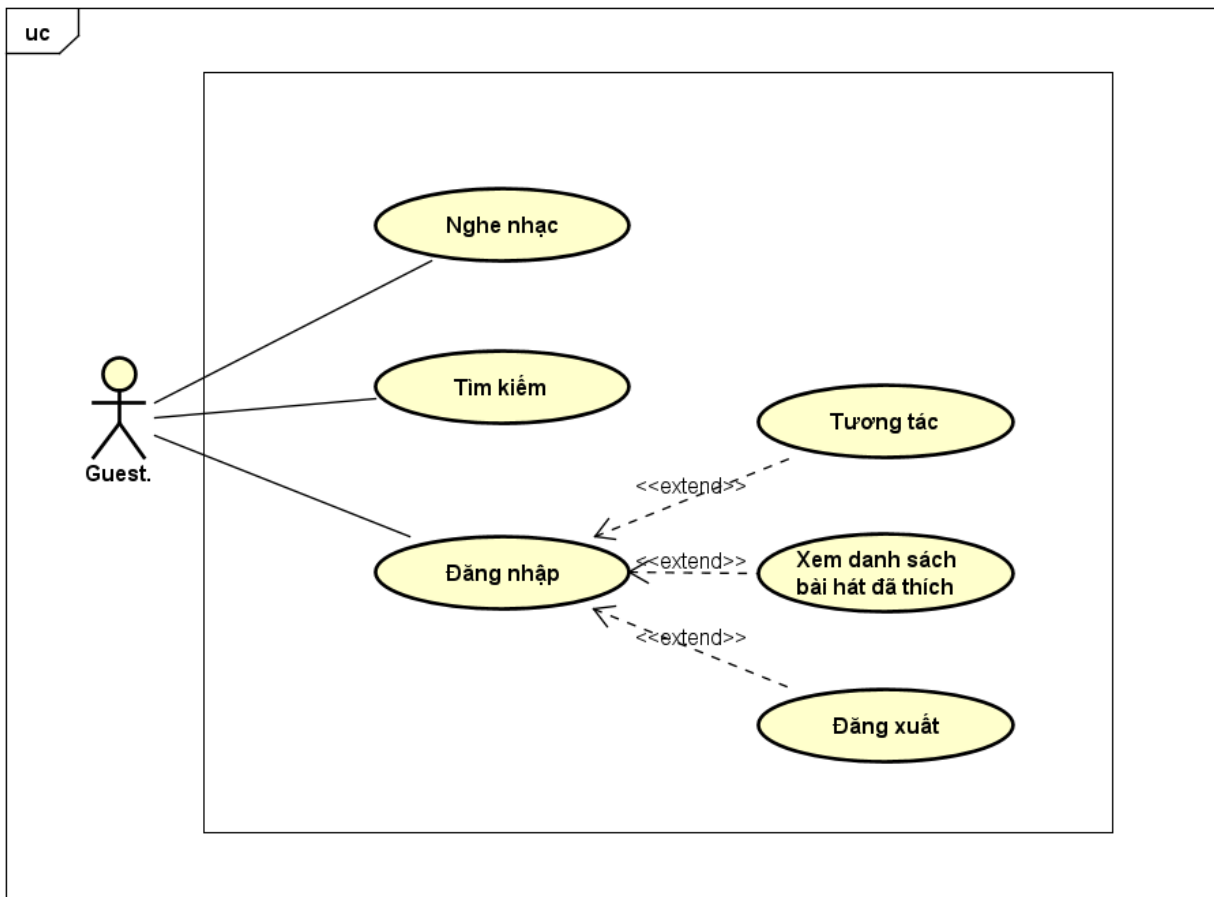 uc
Nghe nhạc
Tìm kiếm
Tương tác
Guest.
<<extend>>
Đăng nhập
<<extend>>
Xem danh sách
bài hát đã thích
<<extend>>
Đăng xuất